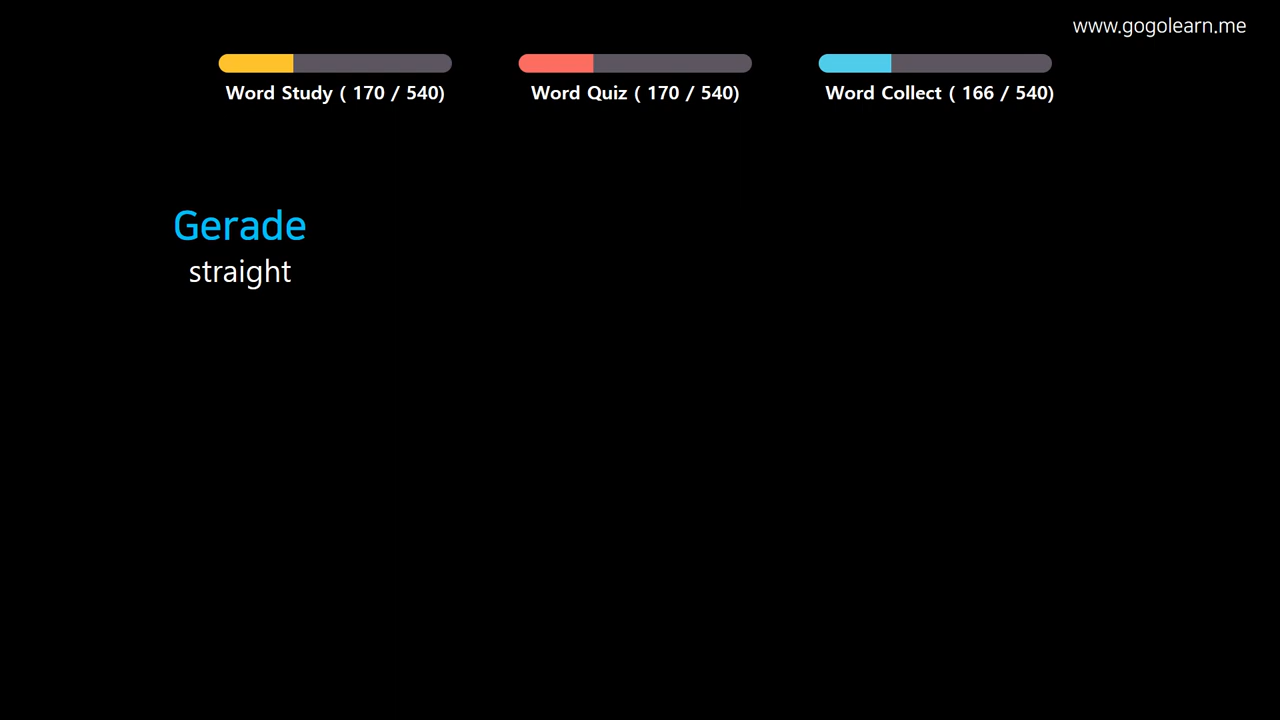 www.gogolearn.me
Word Study ( 170 / 540)
Word Quiz ( 170 / 540)
Word Collect ( 166 / 540)
Gerade
straight